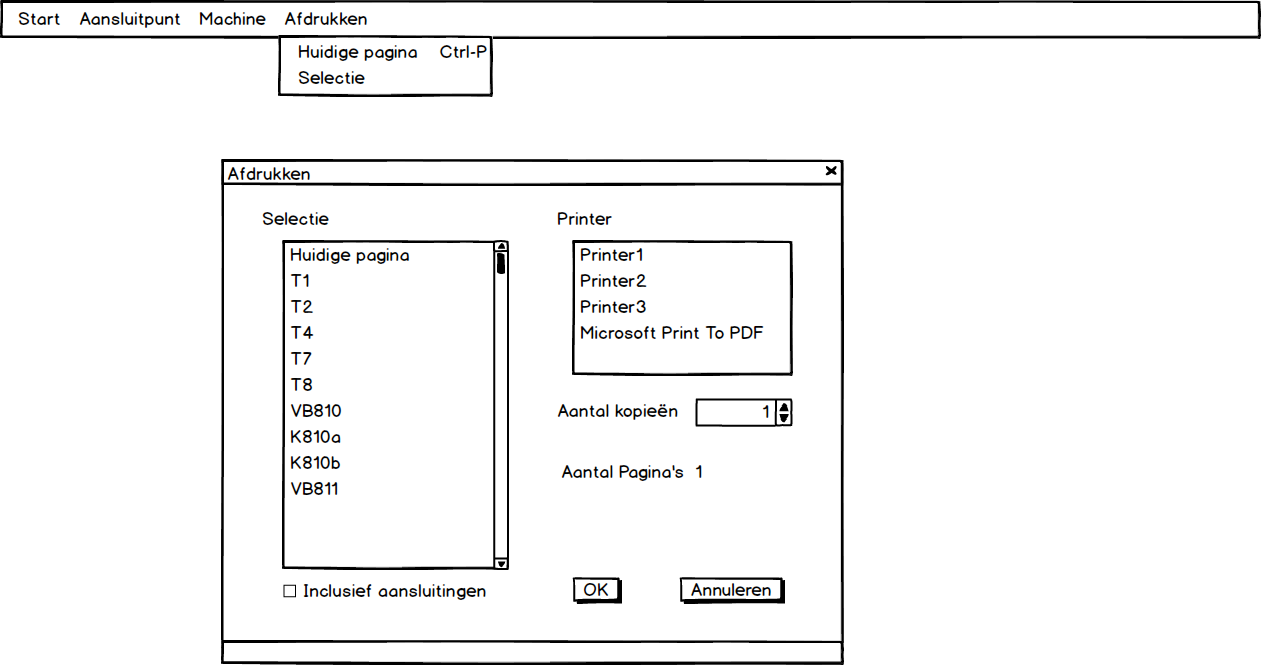 Start Aansluitpunt Machine Afdrukken
Huidige pagina Ctrl-P
Selectie
Afdrukken
Selectie
Huidige pagina
T1
T2
T4
T7
T8
VB810
K810a
K810b
VB811
Inclusief aansluitingen
Printer
Printer1
Printer2
Printer3
Microsoft Print To PDF
Aantal kopieën 1
Aantal Pagina's 1
OK Annuleren